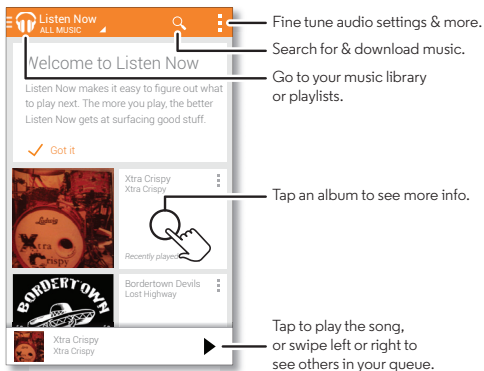 Listen Now
ALL MUSIC
Fine tune audio settings & more.
Search for & download music.
Go to your music library
or playlists.
Welcome to Listen Now
Listen Now makes it easy to figure out what
to play next. The more you play, the better
Listen Now gets at surfacing good stuff.
Got it
Xtra Crispy
Xtra Crispy
Recently played
Tap an album to see more info.
Ludwig
Xtra
Crispy
BORDERTOWN
Bordertown Devils
Lost Highway
Xtra Crispy
Xtra Crispy
Tap to play the song,
or swipe left or right to
see others in your queue.